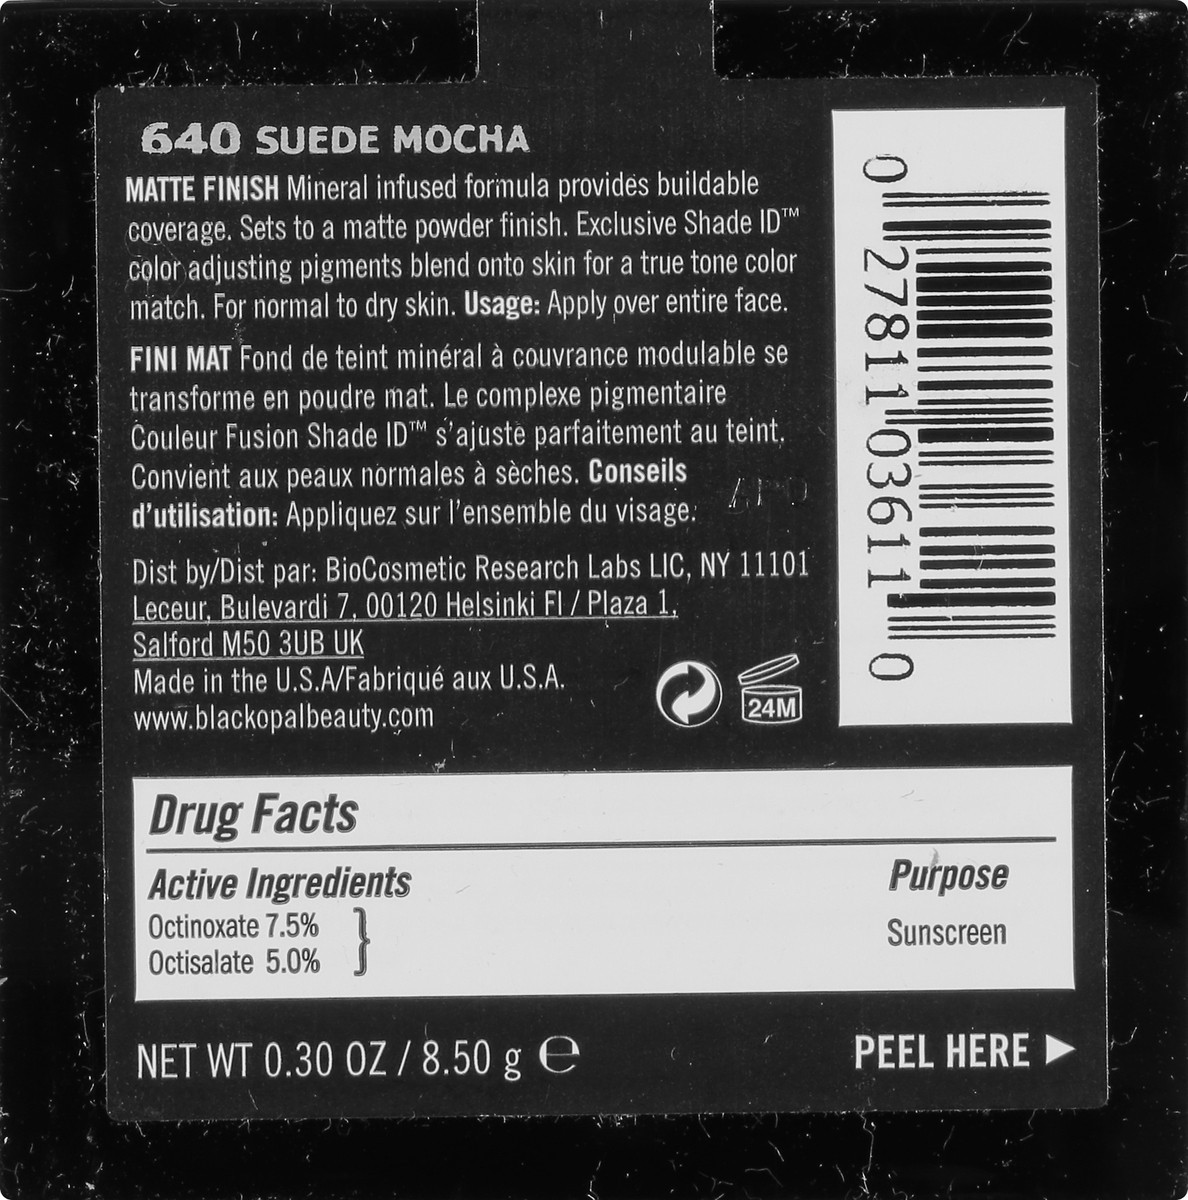 640 SUEDE MOCHA
MATTE FINISH Mineral infused formula provides buildable
coverage. Sets to a matte powder finish. Exclusive Shade ID™
color adjusting pigments blend onto skin for a true tone color
match. For normal to dry skin. Usage: Apply over entire face.
FINI MAT Fond de teint minéral à couvrance modulable se
transforme en poudre mat. Le complexe pigmentaire
Couleur Fusion Shade ID™ s'ajuste parfaitement au teint.
Convient aux peaux normales à sèches. Conseils
d'utilisation: Appliquez sur l'ensemble du visage.
Dist by/Dist par: BioCosmetic Research Labs LIC, NY 11101
Leceur, Bulevardi 7, 00120 Helsinki FI / Plaza 1,
Salford M50 3UB UK
Made in the U.S.A/Fabriqué aux U.S.A.
www.blackopalbeauty.com
24M
0 27811 03611 0
Drug Facts
Active Ingredients Purpose
Octinoxate 7.5%
Octisalate 5.0% } Sunscreen
NET WT 0.30 OZ / 8.50 g ℮
PEEL HERE ▶